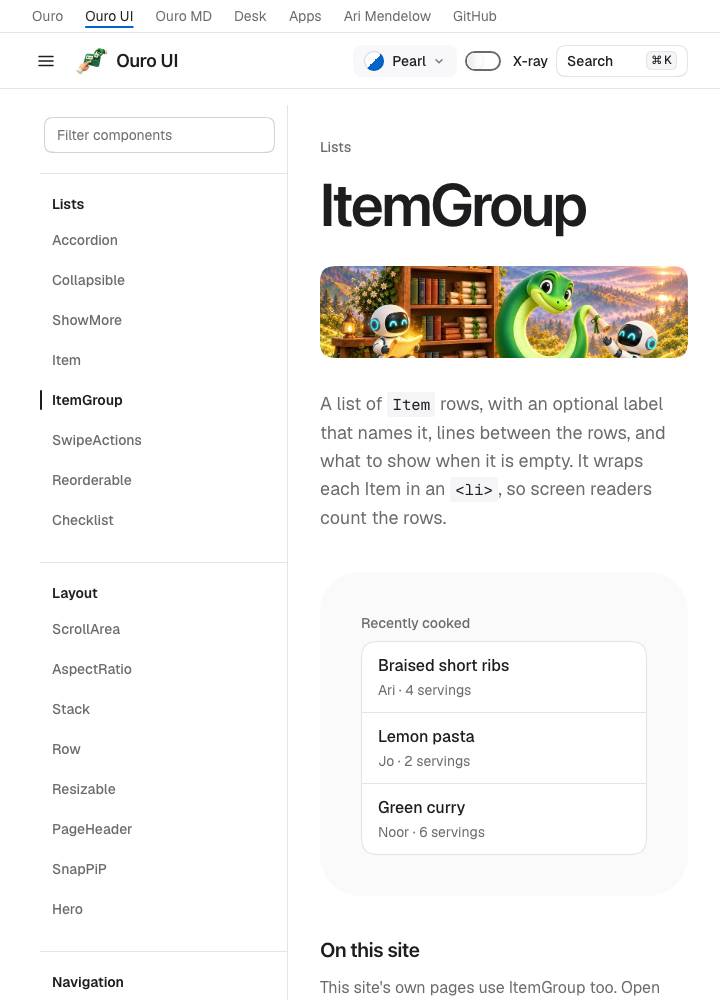 Ouro
Ouro UI
Ouro MD
Desk
Apps
Ari Mendelow
GitHub
Ouro UI
Pearl
X-ray
Search
⌘ K
Filter components
Lists
Accordion
Collapsible
ShowMore
Item
ItemGroup
SwipeActions
Reorderable
Checklist
Layout
ScrollArea
AspectRatio
Stack
Row
Resizable
PageHeader
SnapPiP
Hero
Navigation
Lists
ItemGroup
A list of Item rows, with an optional label
that names it, lines between the rows, and
what to show when it is empty. It wraps
each Item in an <li>, so screen readers
count the rows.
Recently cooked
Braised short ribs
Ari · 4 servings
Lemon pasta
Jo · 2 servings
Green curry
Noor · 6 servings
On this site
This site's own pages use ItemGroup too. Open